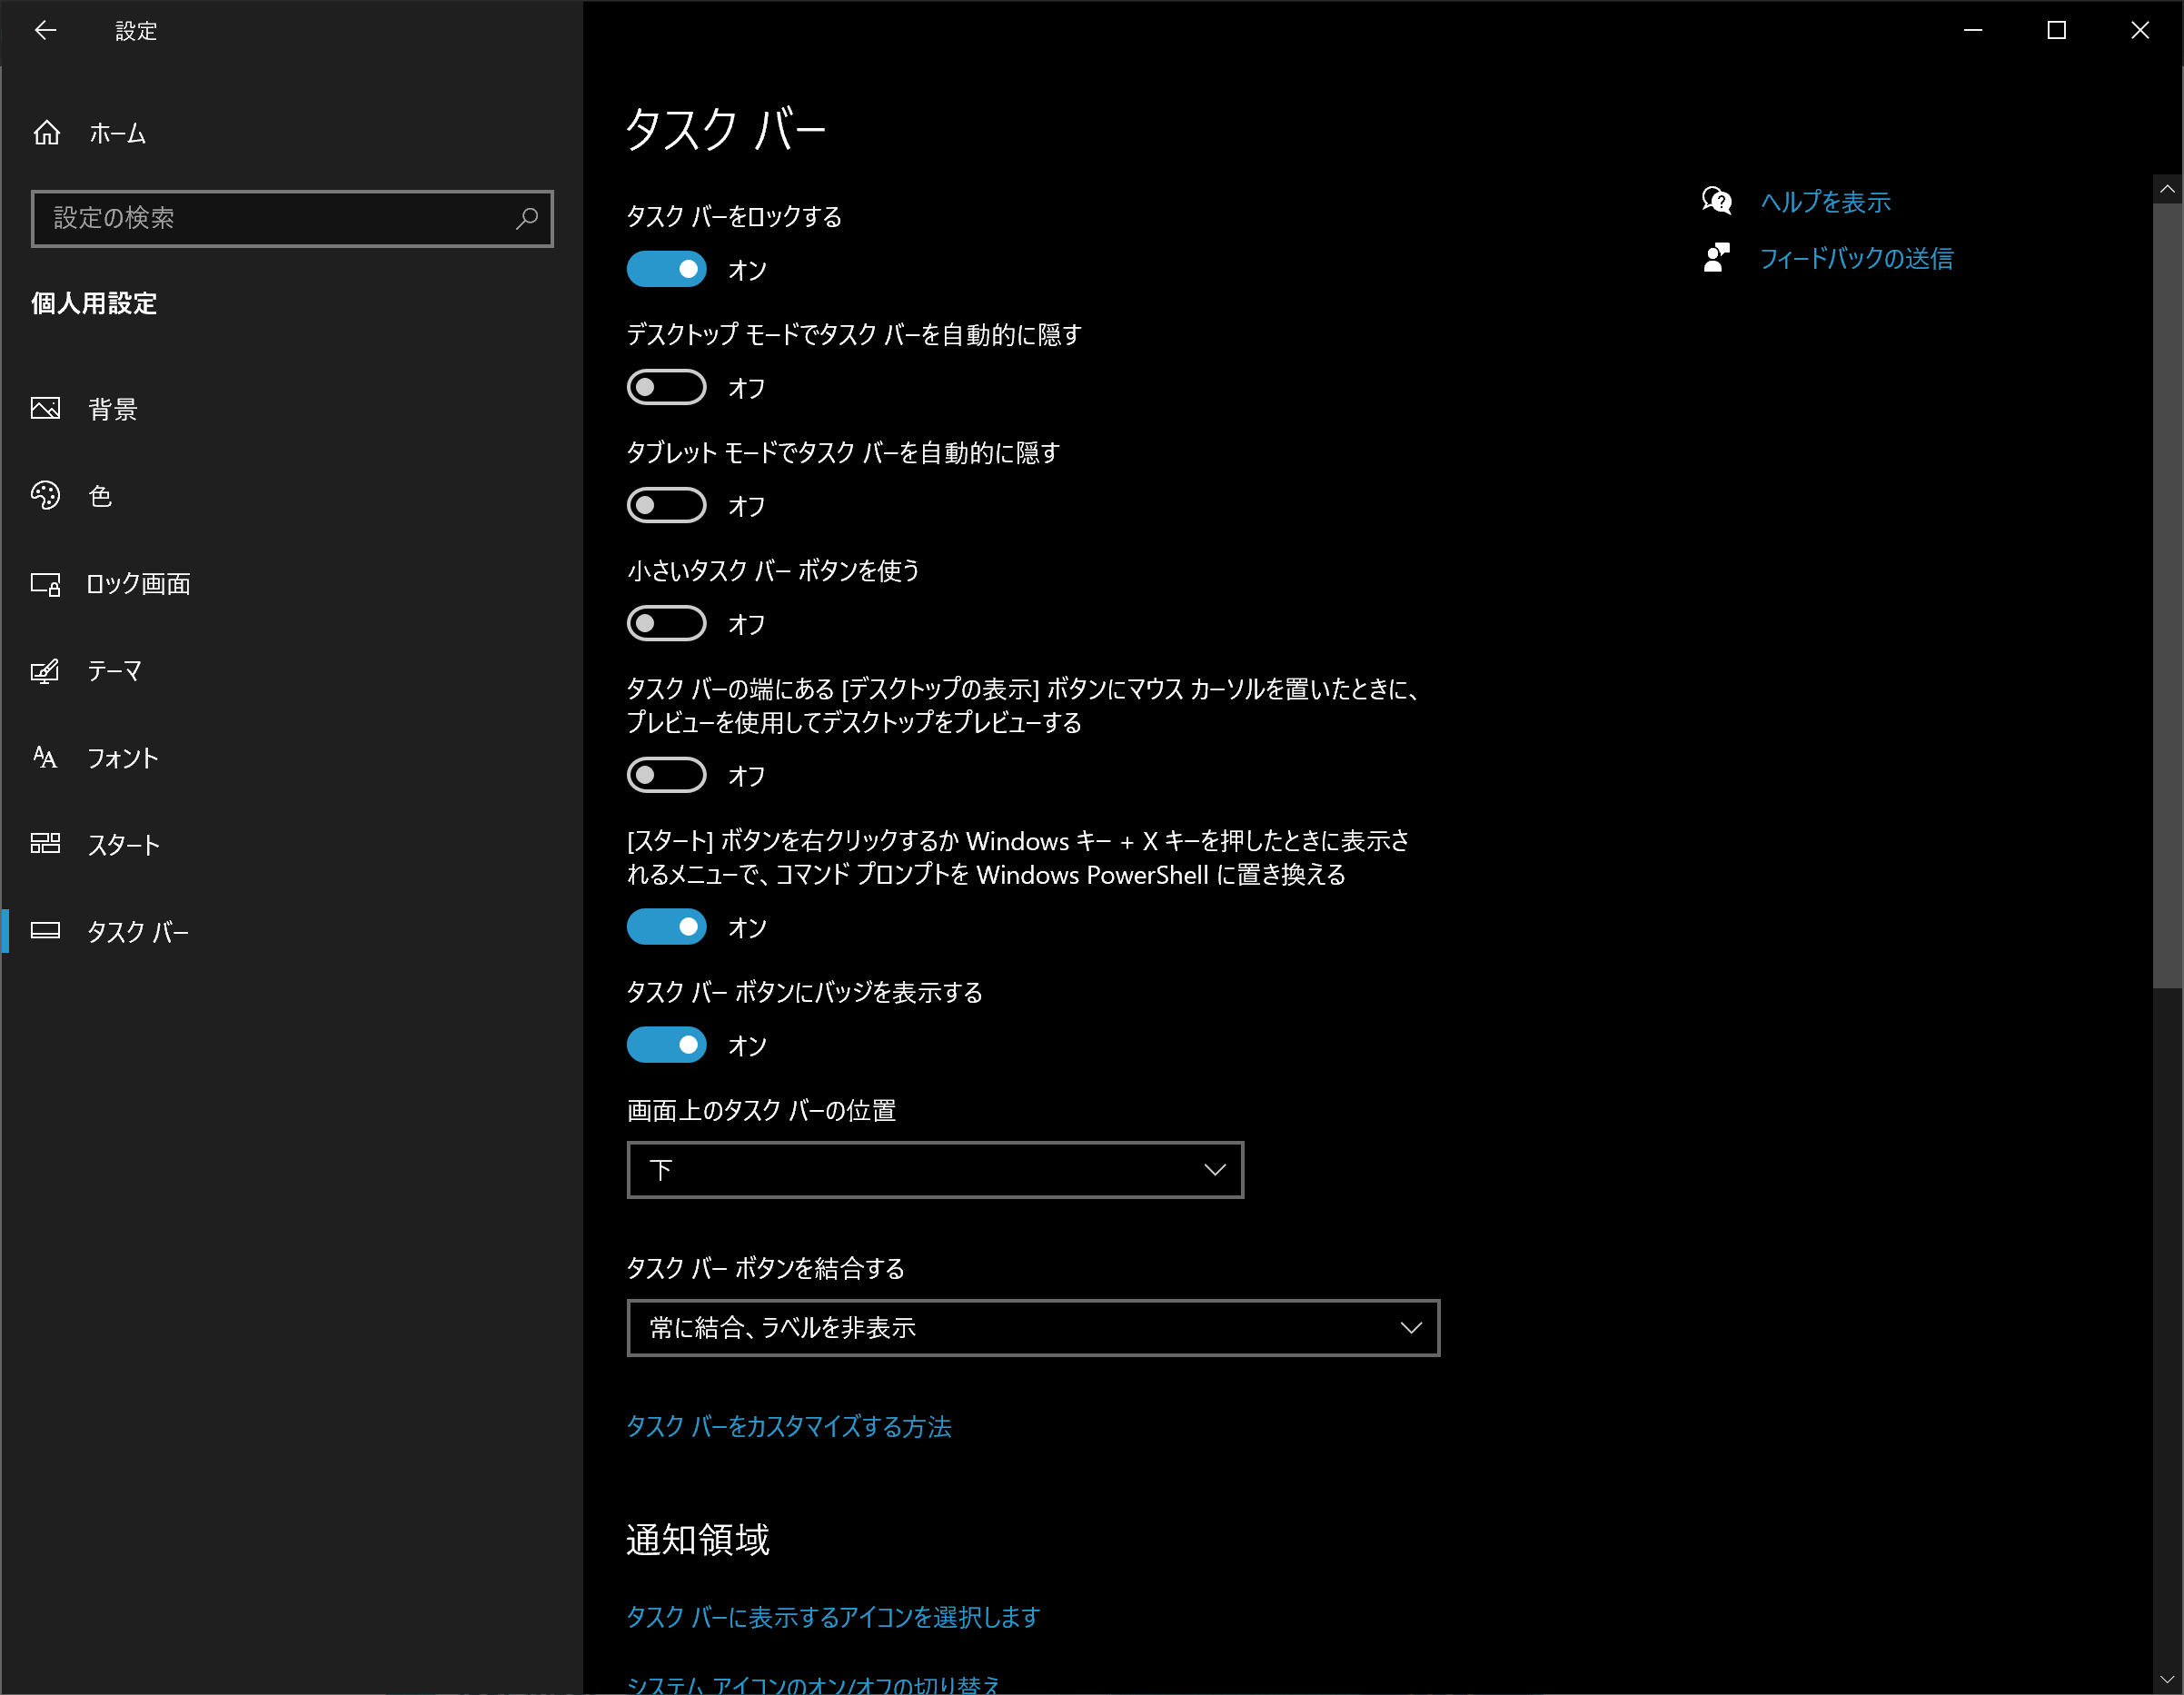 設定
ホーム
設定の検索
個人用設定
背景
色
ロック画面
テーマ
フォント
スタート
タスク バー
タスク バー
タスク バーをロックする
オン
デスクトップ モードでタスク バーを自動的に隠す
オフ
タブレット モードでタスク バーを自動的に隠す
オフ
小さいタスク バー ボタンを使う
オフ
タスク バーの端にある [デスクトップの表示] ボタンにマウス カーソルを置いたときに、
プレビューを使用してデスクトップをプレビューする
オフ
[スタート] ボタンを右クリックするか Windows キー + X キーを押したときに表示さ
れるメニューで、コマンド プロンプトを Windows PowerShell に置き換える
オン
タスク バー ボタンにバッジを表示する
オン
画面上のタスク バーの位置
下
タスク バー ボタンを結合する
常に結合、ラベルを非表示
タスク バーをカスタマイズする方法
通知領域
タスク バーに表示するアイコンを選択します
システム アイコンのオン/オフの切り替え
ヘルプを表示
フィードバックの送信